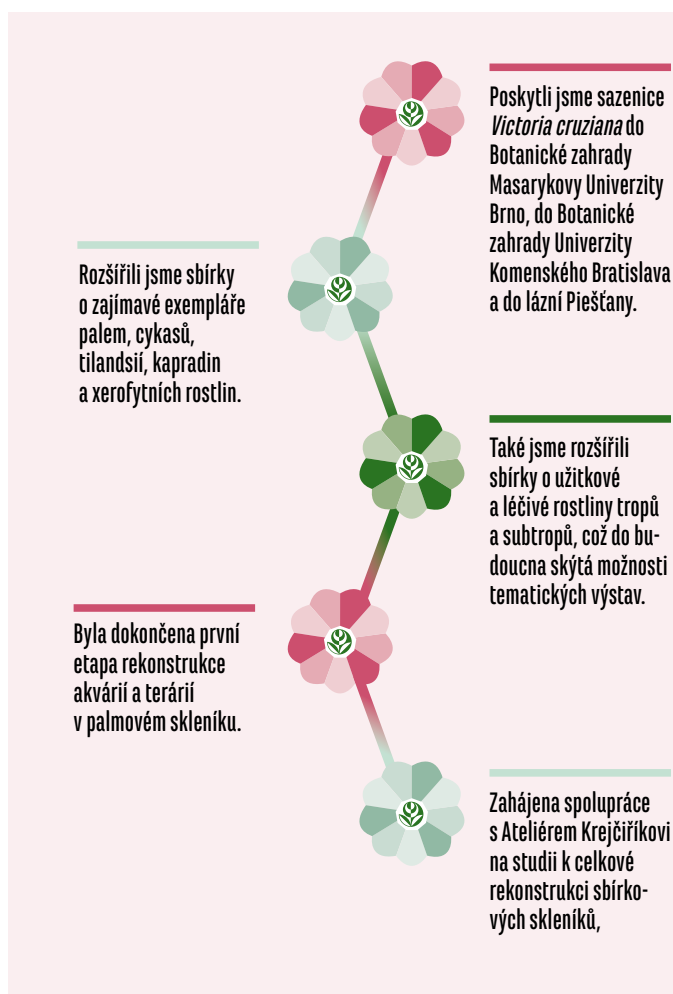 Poskytli jsme sazenice
Victoria cruziana do
Botanické zahrady
Masarykovy Univerzity
Brno, do Botanické
zahrady Univerzity
Komenského Bratislava
a do lázní Piešťany.
Rozšířili jsme sbírky
o zajímavé exempláře
palem, cykasů,
tilandsií, kapradin
a xerofytních rostlin.
Také jsme rozšířili
sbírky o užitkové
a léčivé rostliny tropů
a subtropů, což do bu-
doucna skýtá možnosti
tematických výstav.
Byla dokončena první
etapa rekonstrukce
akvárií a terárií
v palmovém skleníku.
Zahájena spolupráce
s Ateliérem Krejčiříkovi
na studii k celkové
rekonstrukci sbírko-
vých skleníků,